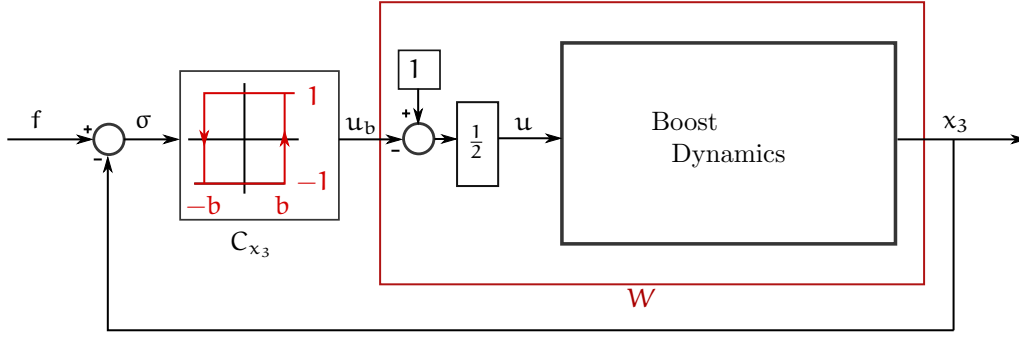 f
+
−
σ
1
−1
−b
b
C_{x_3}
u_b
1
+
−
1/2
u
Boost
Dynamics
x_3
W